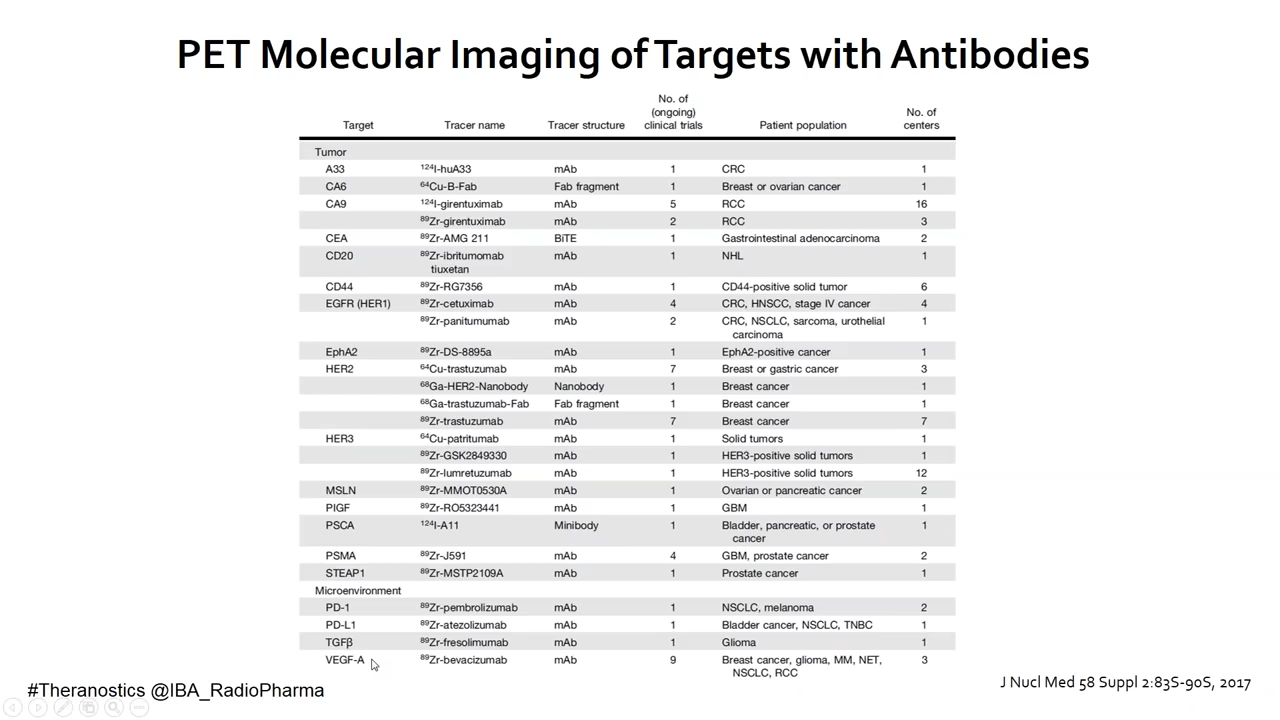 PET Molecular Imaging of Targets with Antibodies
Target Tracer name Tracer structure No. of (ongoing) clinical trials Patient population No. of centers
Tumor
A33 ¹²⁴I-huA33 mAb 1 CRC 1
CA6 ⁶⁴Cu-B-Fab Fab fragment 1 Breast or ovarian cancer 1
CA9 ¹²⁴I-girentuximab mAb 5 RCC 16
⁸⁹Zr-girentuximab mAb 2 RCC 3
CEA ⁸⁹Zr-AMG 211 BiTE 1 Gastrointestinal adenocarcinoma 2
CD20 ⁸⁹Zr-ibritumomab tiuxetan mAb 1 NHL 1
CD44 ⁸⁹Zr-RG7356 mAb 1 CD44-positive solid tumor 6
EGFR (HER1) ⁸⁹Zr-cetuximab mAb 4 CRC, HNSCC, stage IV cancer 4
⁸⁹Zr-panitumumab mAb 2 CRC, NSCLC, sarcoma, urothelial carcinoma 1
EphA2 ⁸⁹Zr-DS-8895a mAb 1 EphA2-positive cancer 1
HER2 ⁶⁴Cu-trastuzumab mAb 7 Breast or gastric cancer 3
⁶⁸Ga-HER2-Nanobody Nanobody 1 Breast cancer 1
⁶⁸Ga-trastuzumab-Fab Fab fragment 1 Breast cancer 1
⁸⁹Zr-trastuzumab mAb 7 Breast cancer 7
HER3 ⁶⁴Cu-patritumab mAb 1 Solid tumors 1
⁸⁹Zr-GSK2849330 mAb 1 HER3-positive solid tumors 1
⁸⁹Zr-lumretuzumab mAb 1 HER3-positive solid tumors 12
MSLN ⁸⁹Zr-MMOT0530A mAb 1 Ovarian or pancreatic cancer 2
PIGF ⁸⁹Zr-RO5323441 mAb 1 GBM 1
PSCA ¹²⁴I-A11 Minibody 1 Bladder, pancreatic, or prostate cancer 1
PSMA ⁸⁹Zr-J591 mAb 4 GBM, prostate cancer 2
STEAP1 ⁸⁹Zr-MSTP2109A mAb 1 Prostate cancer 1
Microenvironment
PD-1 ⁸⁹Zr-pembrolizumab mAb 1 NSCLC, melanoma 2
PD-L1 ⁸⁹Zr-atezolizumab mAb 1 Bladder cancer, NSCLC, TNBC 1
TGFβ ⁸⁹Zr-fresolimumab mAb 1 Glioma 1
VEGF-A ⁸⁹Zr-bevacizumab mAb 9 Breast cancer, glioma, MM, NET, NSCLC, RCC 3
#Theranostics @IBA_RadioPharma
J Nucl Med 58 Suppl 2:83S-90S, 2017